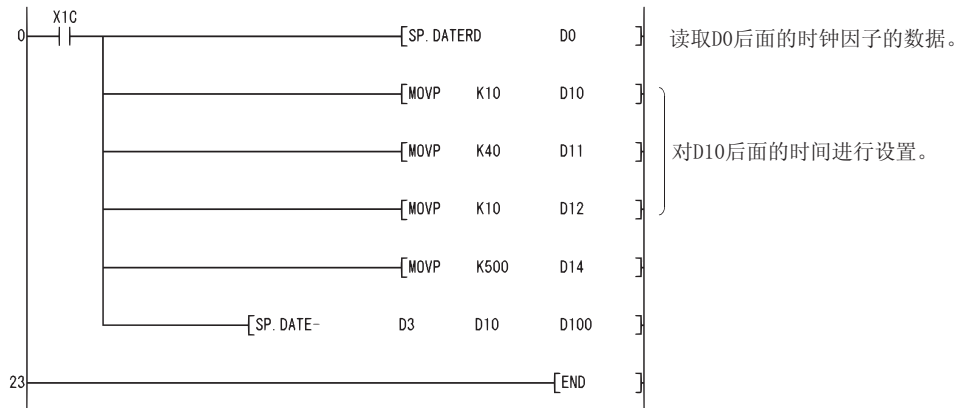 X1C
0 [SP.DATERD D0 ] 读取D0后面的时钟因子的数据。
[MOVP K10 D10 ]
[MOVP K40 D11 ] 对D10后面的时间进行设置。
[MOVP K10 D12 ]
[MOVP K500 D14 ]
[SP.DATE- D3 D10 D100 ]
23 [END ]